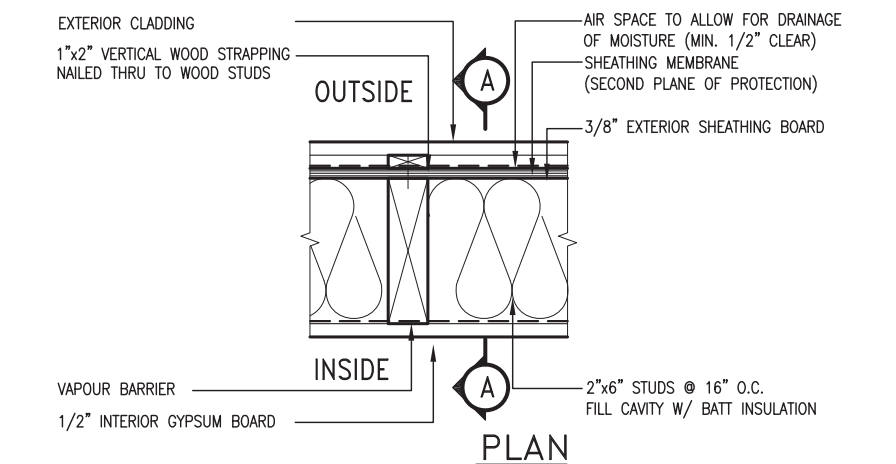 EXTERIOR CLADDING
1"x2" VERTICAL WOOD STRAPPING
NAILED THRU TO WOOD STUDS
OUTSIDE
A
AIR SPACE TO ALLOW FOR DRAINAGE
OF MOISTURE (MIN. 1/2" CLEAR)
SHEATHING MEMBRANE
(SECOND PLANE OF PROTECTION)
3/8" EXTERIOR SHEATHING BOARD
INSIDE
A
VAPOUR BARRIER
1/2" INTERIOR GYPSUM BOARD
2"x6" STUDS @ 16" O.C.
FILL CAVITY W/ BATT INSULATION
PLAN